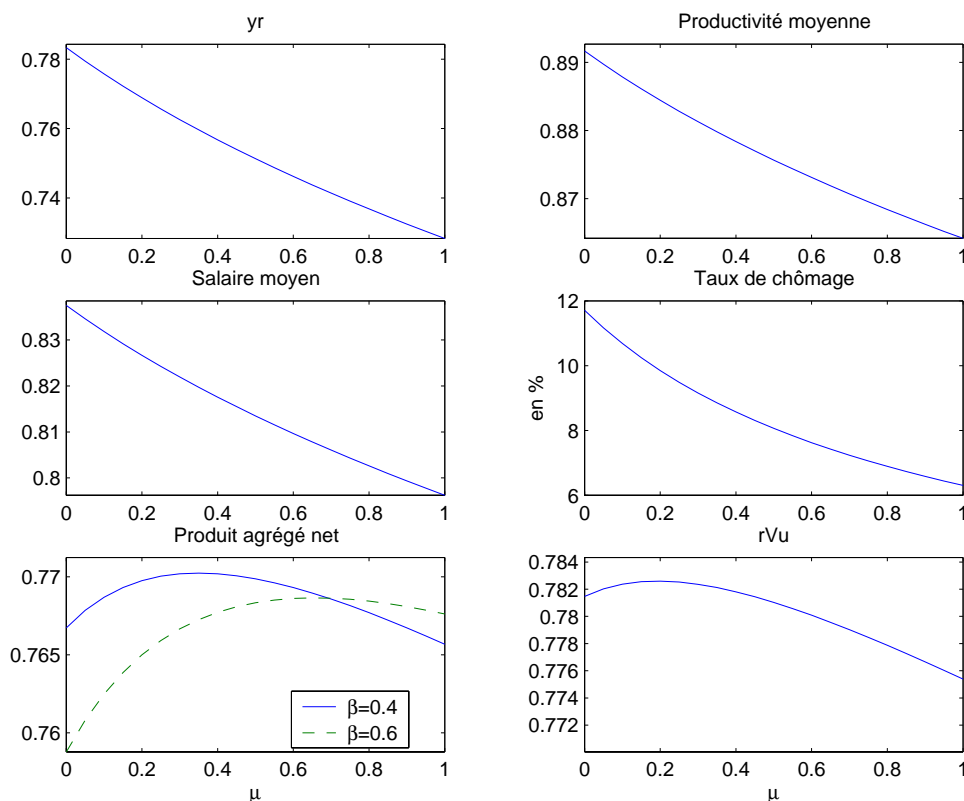 yr
0.78
0.76
0.74
0 0.2 0.4 0.6 0.8 1
Productivité moyenne
0.89
0.88
0.87
0 0.2 0.4 0.6 0.8 1
Salaire moyen
0.83
0.82
0.81
0.8
0 0.2 0.4 0.6 0.8 1
Taux de chômage
en %
12
10
8
6
0 0.2 0.4 0.6 0.8 1
Produit agrégé net
0.77
0.765
0.76
β=0.4
β=0.6
0 0.2 0.4 0.6 0.8 1
μ
rVu
0.784
0.782
0.78
0.778
0.776
0.774
0.772
0 0.2 0.4 0.6 0.8 1
μ